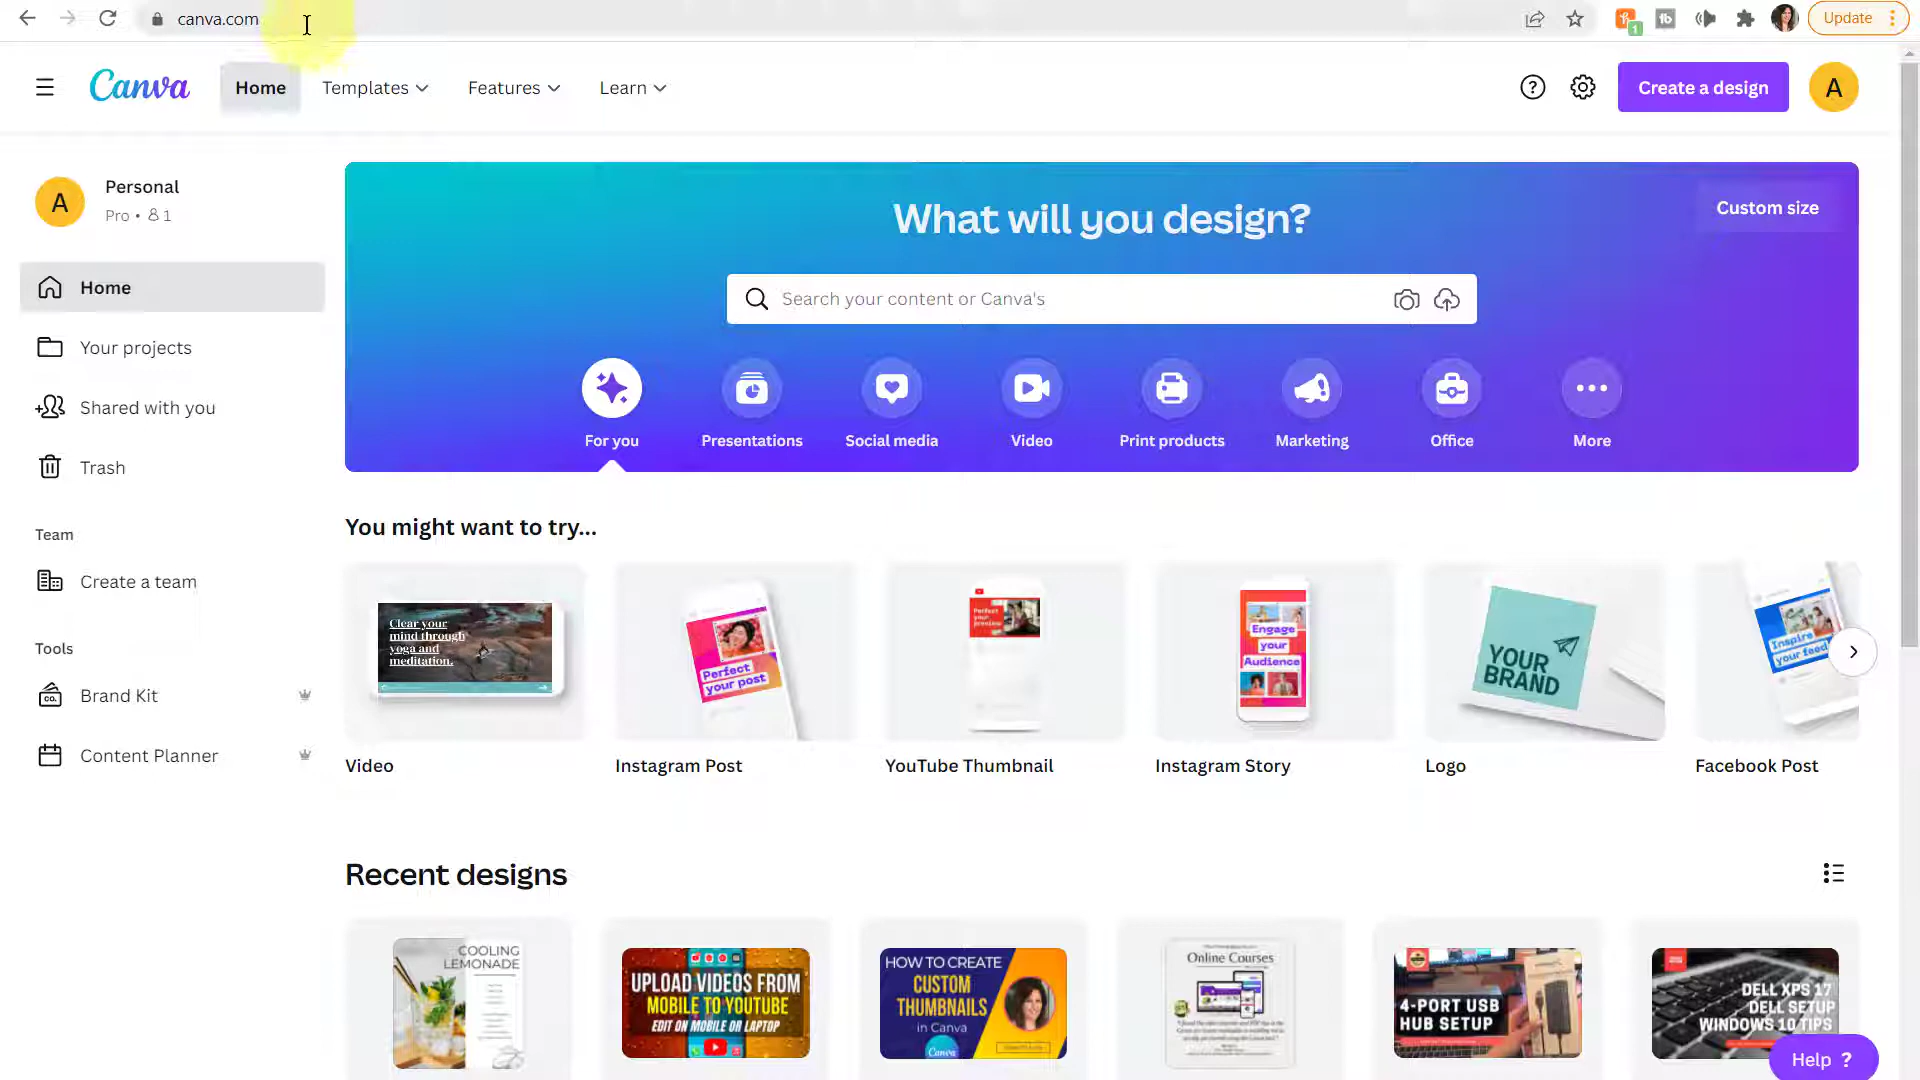 canva.com
1
Update
Canva
Home
Templates
Features
Learn
?
Create a design
A
A
Personal
Pro • 1
Home
Your projects
Shared with you
Trash
Team
Create a team
Tools
CO.
Brand Kit
Content Planner
What will you design?
Custom size
Search your content or Canva's
For you
Presentations
Social media
Video
Print products
Marketing
Office
More
You might want to try...
Clear your
mind through
yoga and
meditation.
Perfect
your post
Perfect
your
preview
Engage
your
Audience
YOUR
BRAND
Inspire
your feed
Video
Instagram Post
YouTube Thumbnail
Instagram Story
Logo
Facebook Post
Recent designs
COOLING
LEMONADE
UPLOAD VIDEOS FROM
MOBILE TO YOUTUBE
EDIT ON MOBILE OR LAPTOP
HOW TO CREATE
CUSTOM
THUMBNAILS
in Canva
Canva
Online Courses
4-PORT USB
HUB SETUP
DELL XPS 17
DELL SETUP
WINDOWS 10 TIPS
Help ?